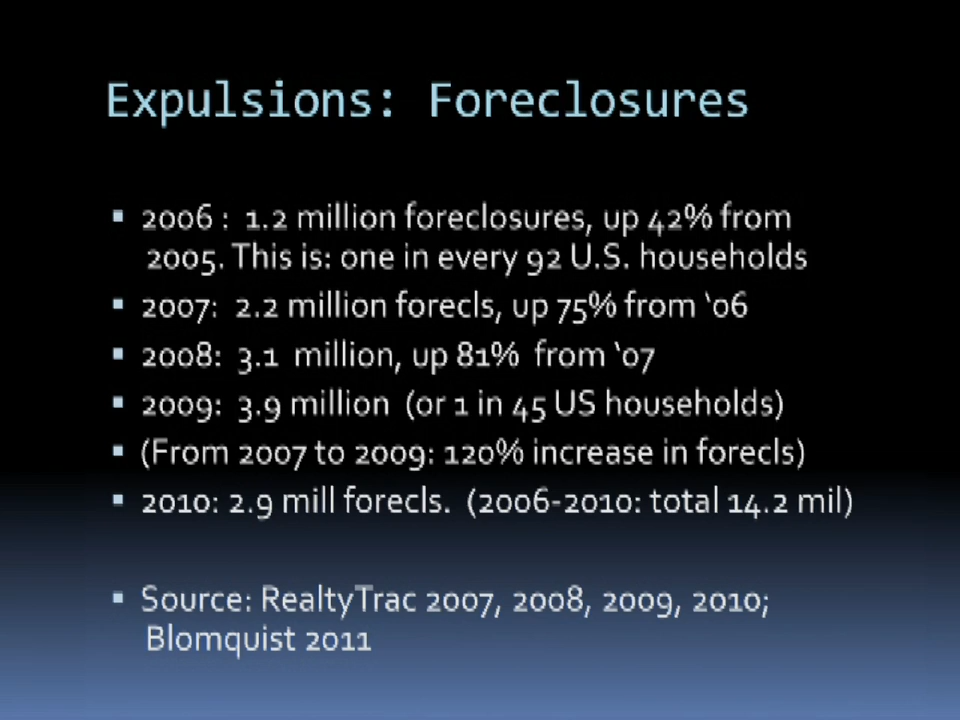 Expulsions: Foreclosures
▪ 2006 :  1.2 million foreclosures, up 42% from
2005. This is: one in every 92 U.S. households
▪ 2007:  2.2 million forecls, up 75% from ‘06
▪ 2008:  3.1  million, up 81%  from ‘07
▪ 2009:  3.9 million  (or 1 in 45 US households)
▪ (From 2007 to 2009: 120% increase in forecls)
▪ 2010: 2.9 mill forecls.  (2006-2010: total 14.2 mil)
▪ Source: RealtyTrac 2007, 2008, 2009, 2010;
Blomquist 2011